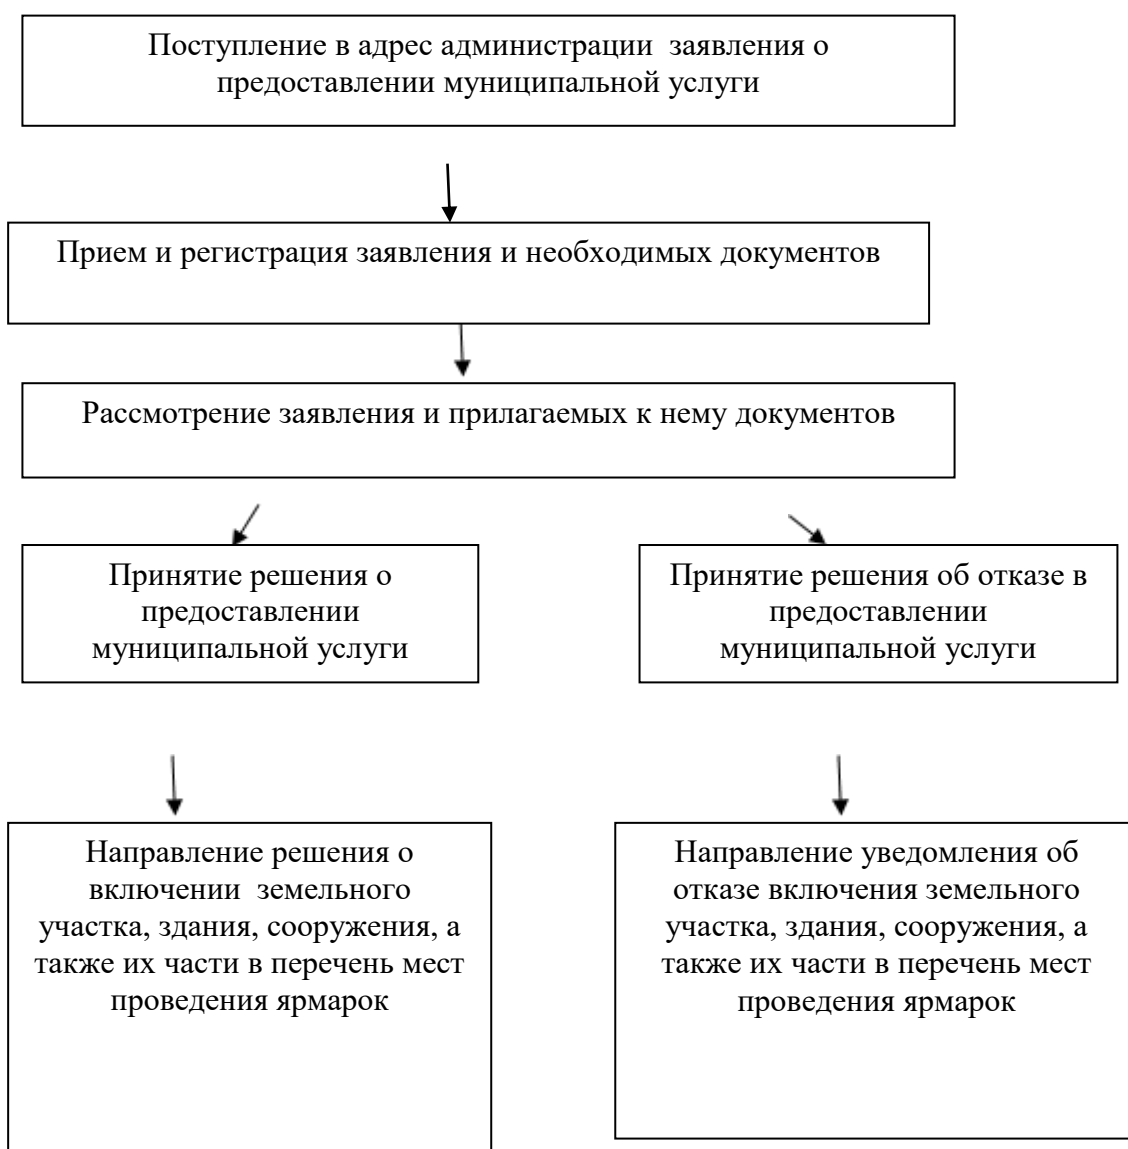 Поступление в адрес администрации  заявления о
предоставлении муниципальной услуги
Прием и регистрация заявления и необходимых документов
Рассмотрение заявления и прилагаемых к нему документов
Принятие решения о
предоставлении
муниципальной услуги
Принятие решения об отказе в
предоставлении
муниципальной услуги
Направление решения о
включении  земельного
участка, здания, сооружения, а
также их части в перечень мест
проведения ярмарок
Направление уведомления об
отказе включения земельного
участка, здания, сооружения, а
также их части в перечень мест
проведения ярмарок